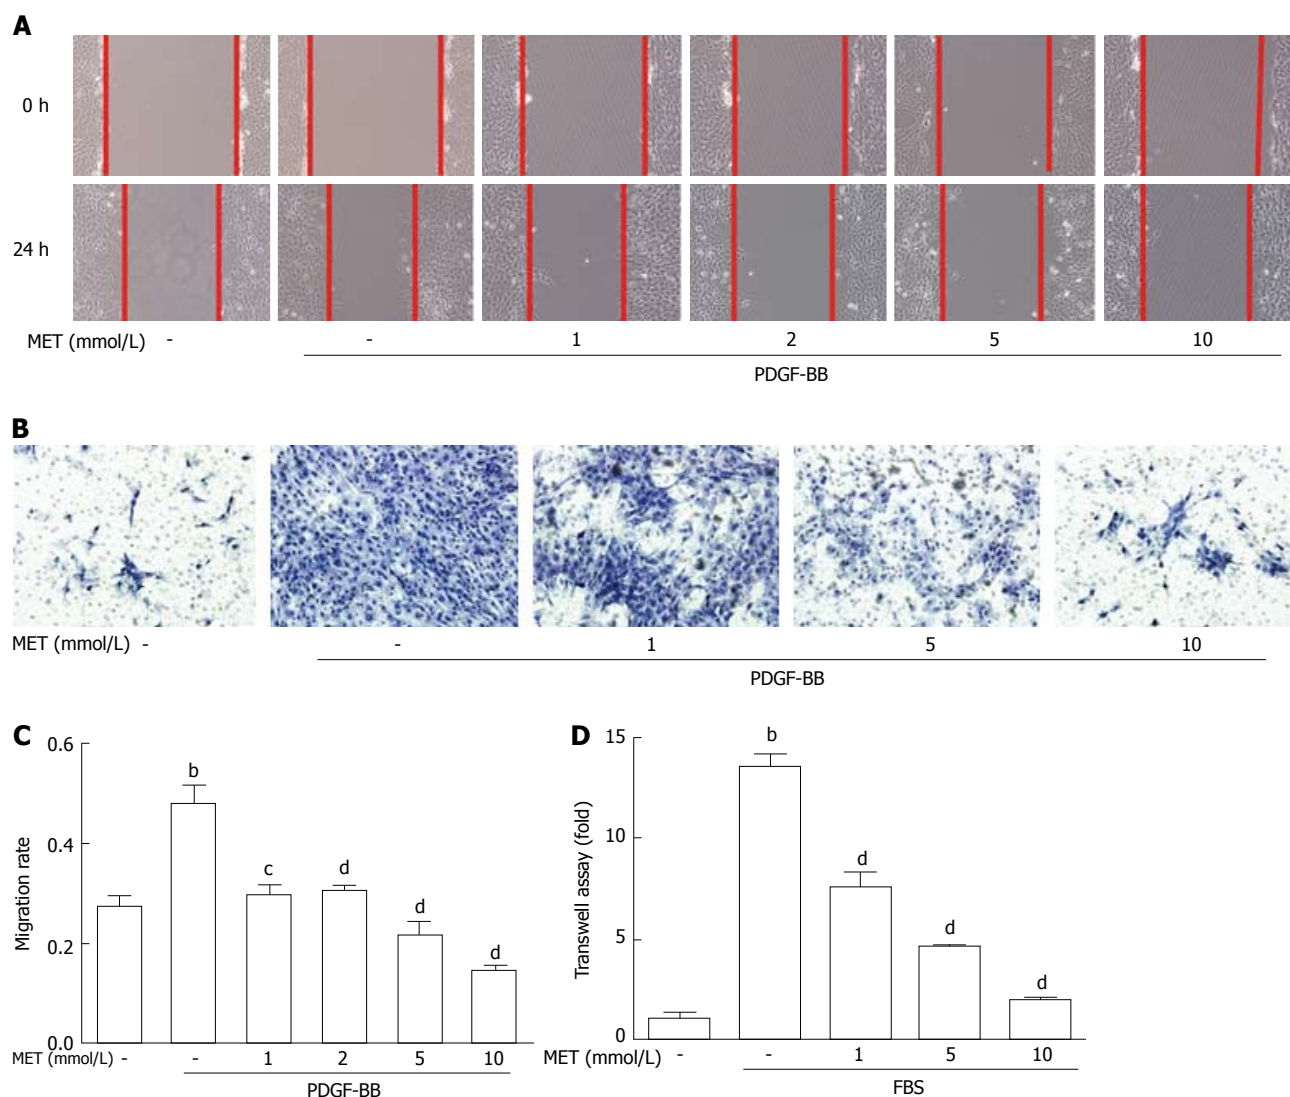 A
0 h
24 h
MET (mmol/L) - - 1 2 5 10
PDGF-BB
B
MET (mmol/L) - - 1 5 10
PDGF-BB
C
0.6
0.4
0.2
0.0
Migration rate
b
c
d
d
d
MET (mmol/L) - - 1 2 5 10
PDGF-BB
D
15
10
5
0
Transwell assay (fold)
b
d
d
d
MET (mmol/L) - - 1 5 10
FBS